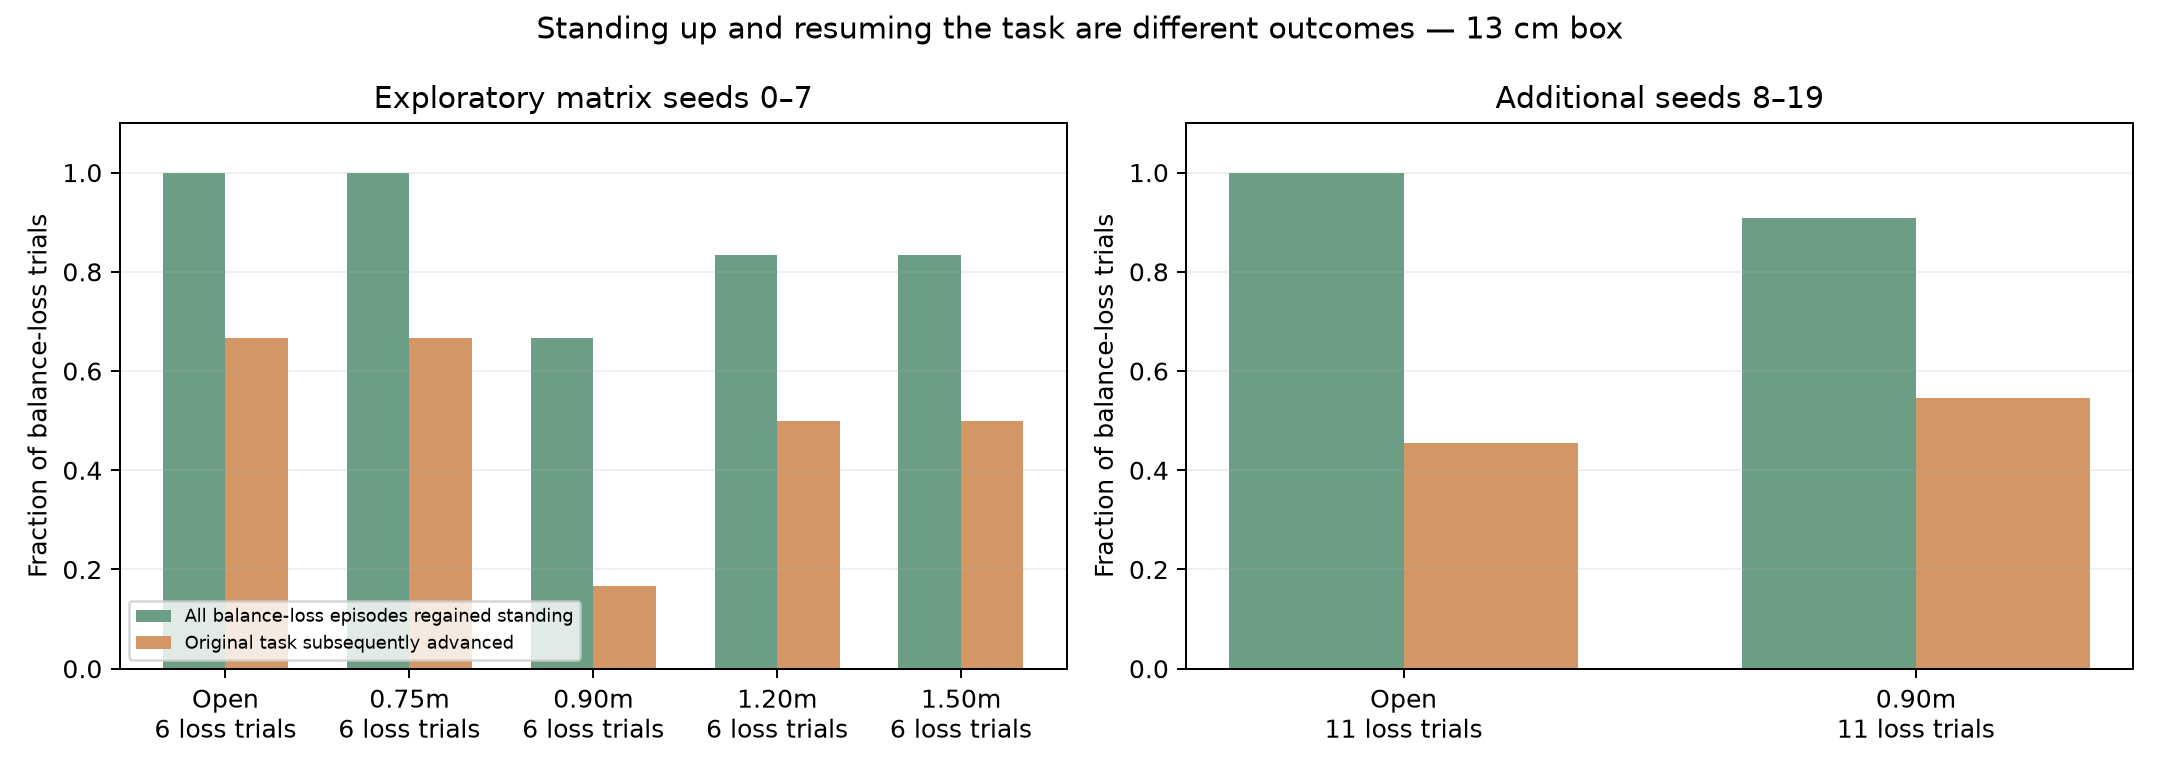 Standing up and resuming the task are different outcomes — 13 cm box
Exploratory matrix seeds 0–7
Fraction of balance-loss trials
1.0
0.8
0.6
0.4
0.2
0.0
All balance-loss episodes regained standing
Original task subsequently advanced
Open
6 loss trials
0.75m
6 loss trials
0.90m
6 loss trials
1.20m
6 loss trials
1.50m
6 loss trials
Additional seeds 8–19
Fraction of balance-loss trials
1.0
0.8
0.6
0.4
0.2
0.0
Open
11 loss trials
0.90m
11 loss trials